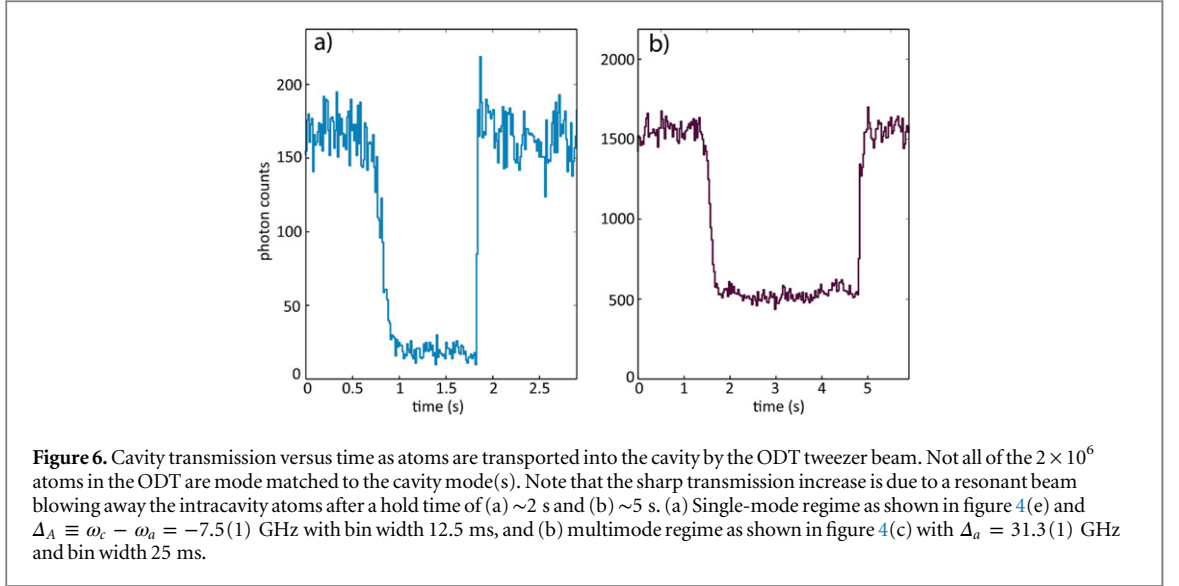 a)
200
150
100
50
0
photon counts
0 0.5 1 1.5 2 2.5
time (s)
b)
2000
1500
1000
500
0
0 1 2 3 4 5
time (s)
Figure 6. Cavity transmission versus time as atoms are transported into the cavity by the ODT tweezer beam. Not all of the 2 × 10⁶
atoms in the ODT are mode matched to the cavity mode(s). Note that the sharp transmission increase is due to a resonant beam
blowing away the intracavity atoms after a hold time of (a) ~2 s and (b) ~5 s. (a) Single-mode regime as shown in figure 4(e) and
Δ_A ≡ ω_c − ω_a = −7.5(1) GHz with bin width 12.5 ms, and (b) multimode regime as shown in figure 4(c) with Δ_a = 31.3(1) GHz
and bin width 25 ms.